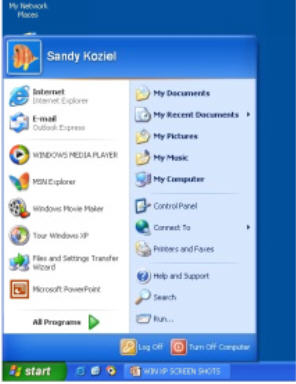 My Network
Places
Sandy Koziel
Internet
Internet Explorer
E-mail
Outlook Express
WINDOWS MEDIA PLAYER
MSN Explorer
Windows Movie Maker
Tour Windows XP
Files and Settings Transfer
Wizard
Microsoft PowerPoint
All Programs
My Documents
My Recent Documents
My Pictures
My Music
My Computer
Control Panel
Connect To
Printers and Faxes
Help and Support
Search
Run...
Log Off
Turn Off Computer
start
WIN XP SCREEN SHOTS